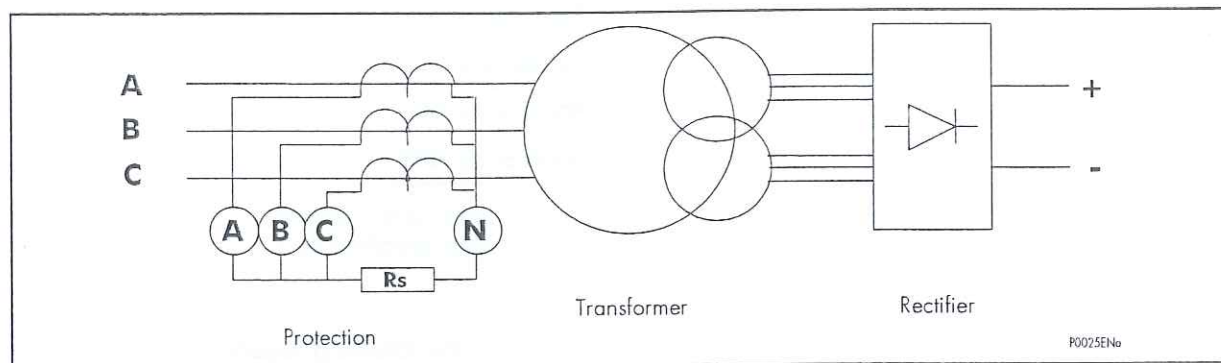 A
B
C
A B C N
Rs
+
-
Transformer
Rectifier
Protection
P0025ENa